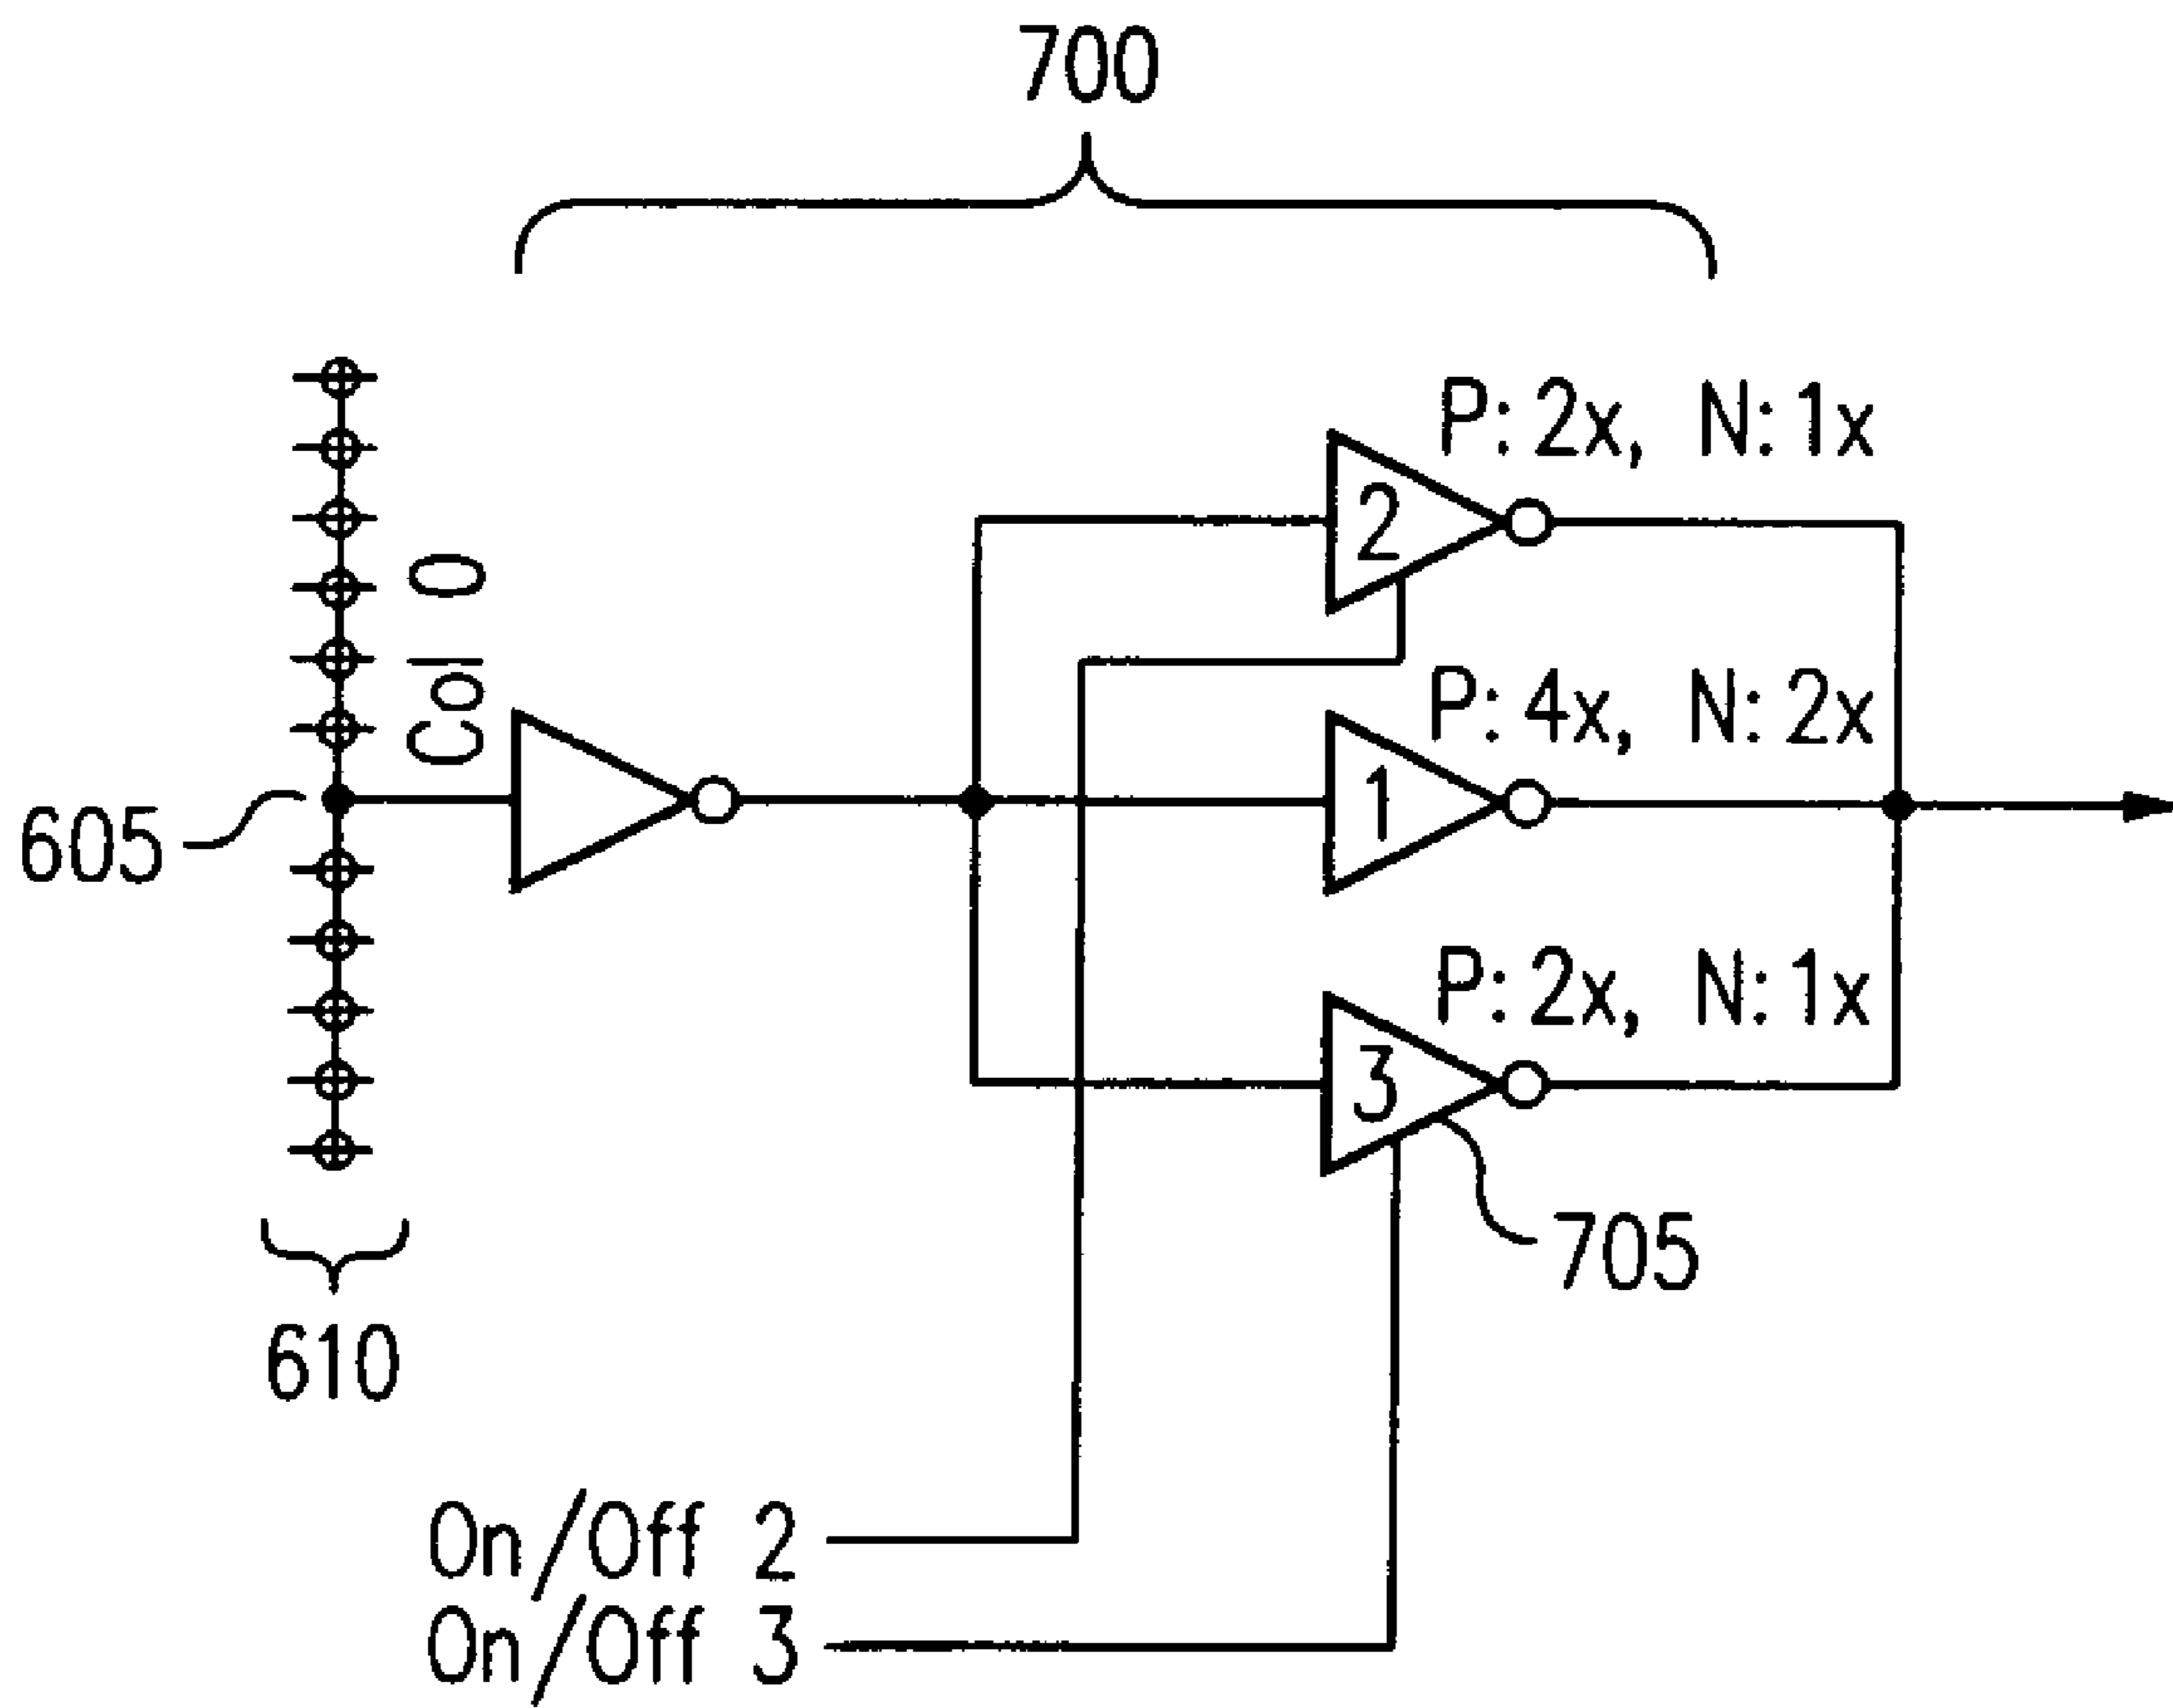 700
P: 2x, N: 1x
2
Col 0
P: 4x, N: 2x
1
605
P: 2x, N: 1x
3
705
610
On/Off 2
On/Off 3